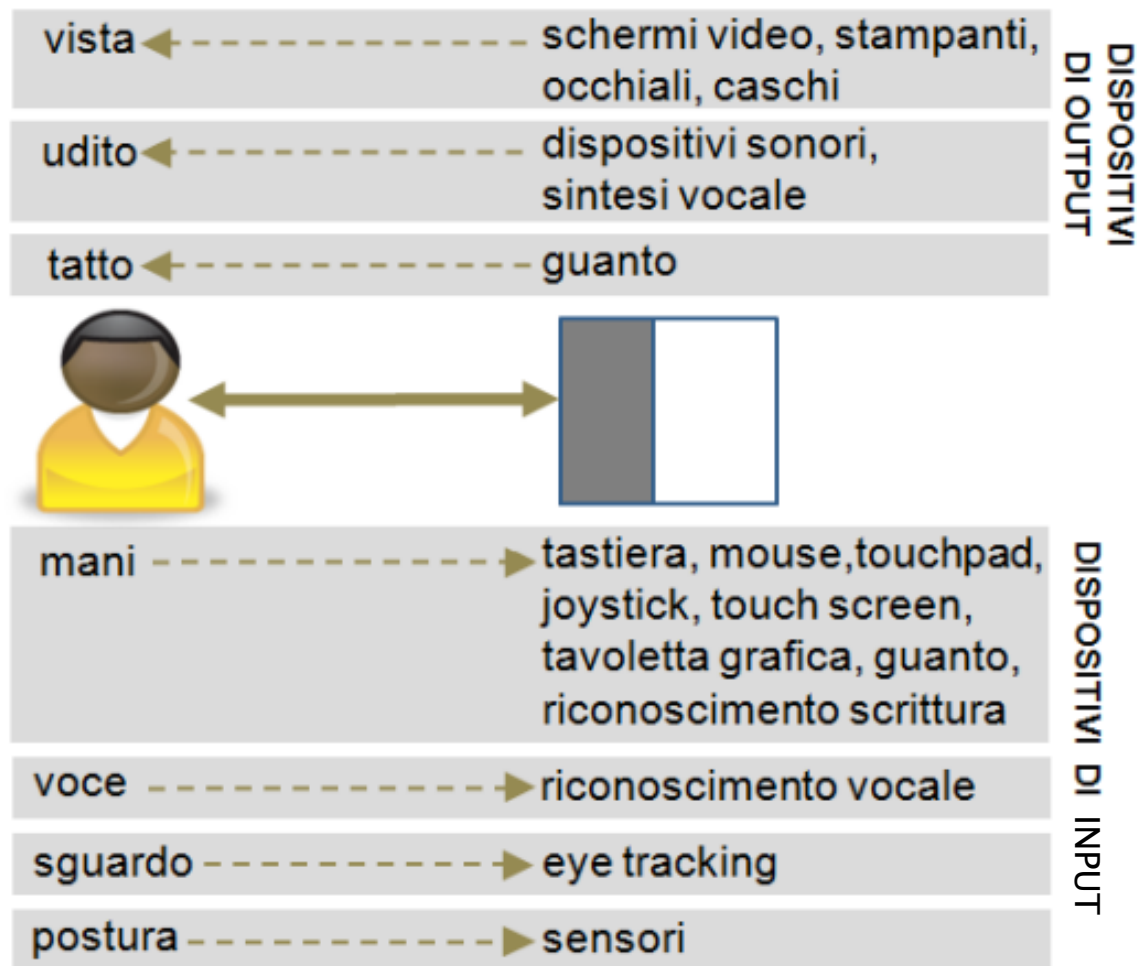 vista
schermi video, stampanti,
occhiali, caschi
udito
dispositivi sonori,
sintesi vocale
tatto
guanto
DISPOSITIVI
DI OUTPUT
mani
tastiera, mouse,touchpad,
joystick, touch screen,
tavoletta grafica, guanto,
riconoscimento scrittura
voce
riconoscimento vocale
sguardo
eye tracking
postura
sensori
DISPOSITIVI DI INPUT